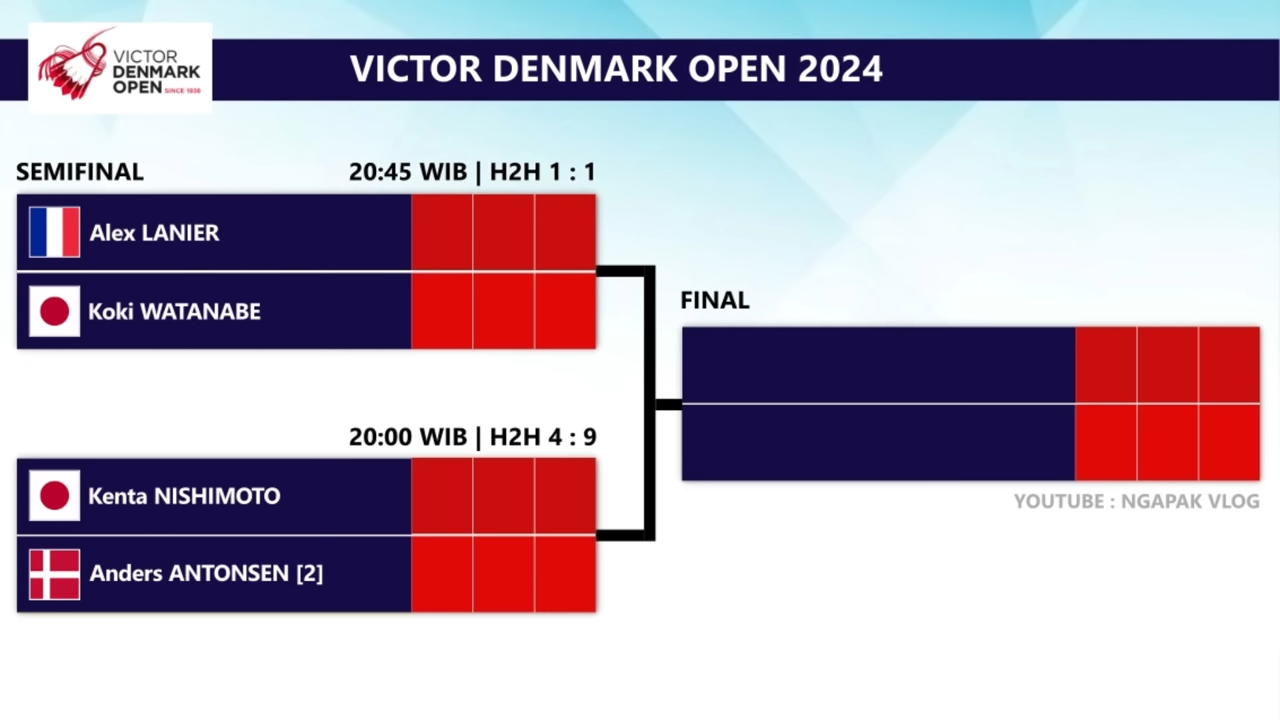 VICTOR
DENMARK
OPEN SINCE 1936
VICTOR DENMARK OPEN 2024
SEMIFINAL
20:45 WIB | H2H 1 : 1
Alex LANIER
Koki WATANABE
20:00 WIB | H2H 4 : 9
Kenta NISHIMOTO
Anders ANTONSEN [2]
FINAL
YOUTUBE : NGAPAK VLOG